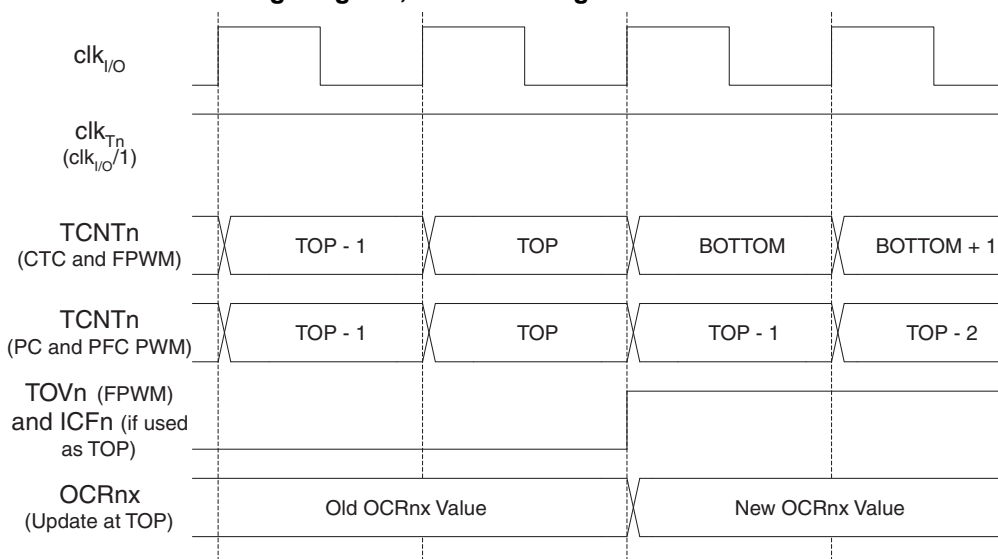 clkI/O
clkTn
(clkI/O/1)
TCNTn
(CTC and FPWM)
TOP - 1
TOP
BOTTOM
BOTTOM + 1
TCNTn
(PC and PFC PWM)
TOP - 1
TOP
TOP - 1
TOP - 2
TOVn (FPWM)
and ICFn (if used
as TOP)
OCRnx
(Update at TOP)
Old OCRnx Value
New OCRnx Value